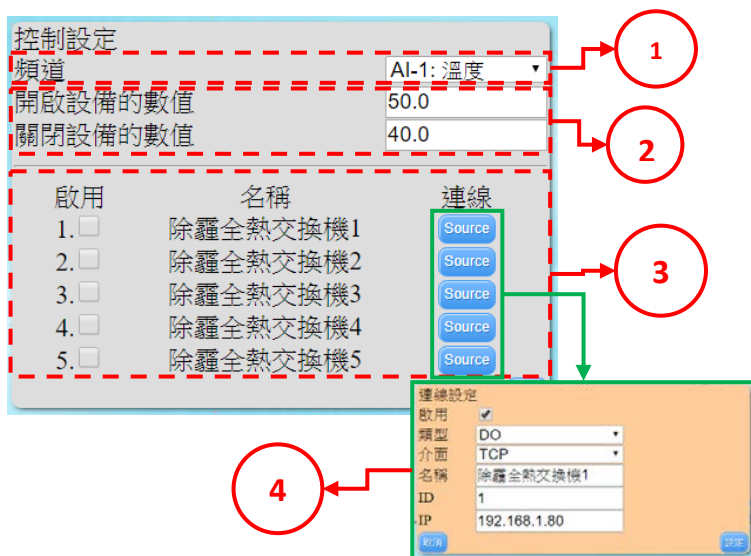 控制設定
頻道 AI-1: 溫度
1
開啟設備的數值 50.0
關閉設備的數值 40.0
2
啟用 名稱 連線
1. 除霾全熱交換機1 Source
2. 除霾全熱交換機2 Source
3. 除霾全熱交換機3 Source
4. 除霾全熱交換機4 Source
5. 除霾全熱交換機5 Source
3
連線設定
啟用
類型 DO
介面 TCP
名稱 除霾全熱交換機1
ID 1
IP 192.168.1.80
取消 設定
4